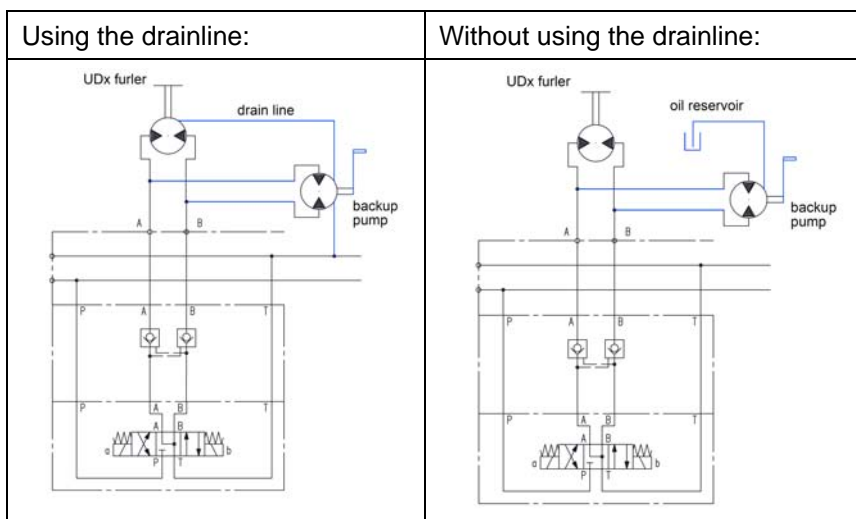 Using the drainline:
Without using the drainline:
UDx furler
drain line
backup
pump
A B
P A B T
P A B T
A B
a b
P T
UDx furler
oil reservoir
backup
pump
A B
P A B T
P A B T
A B
a b
P T